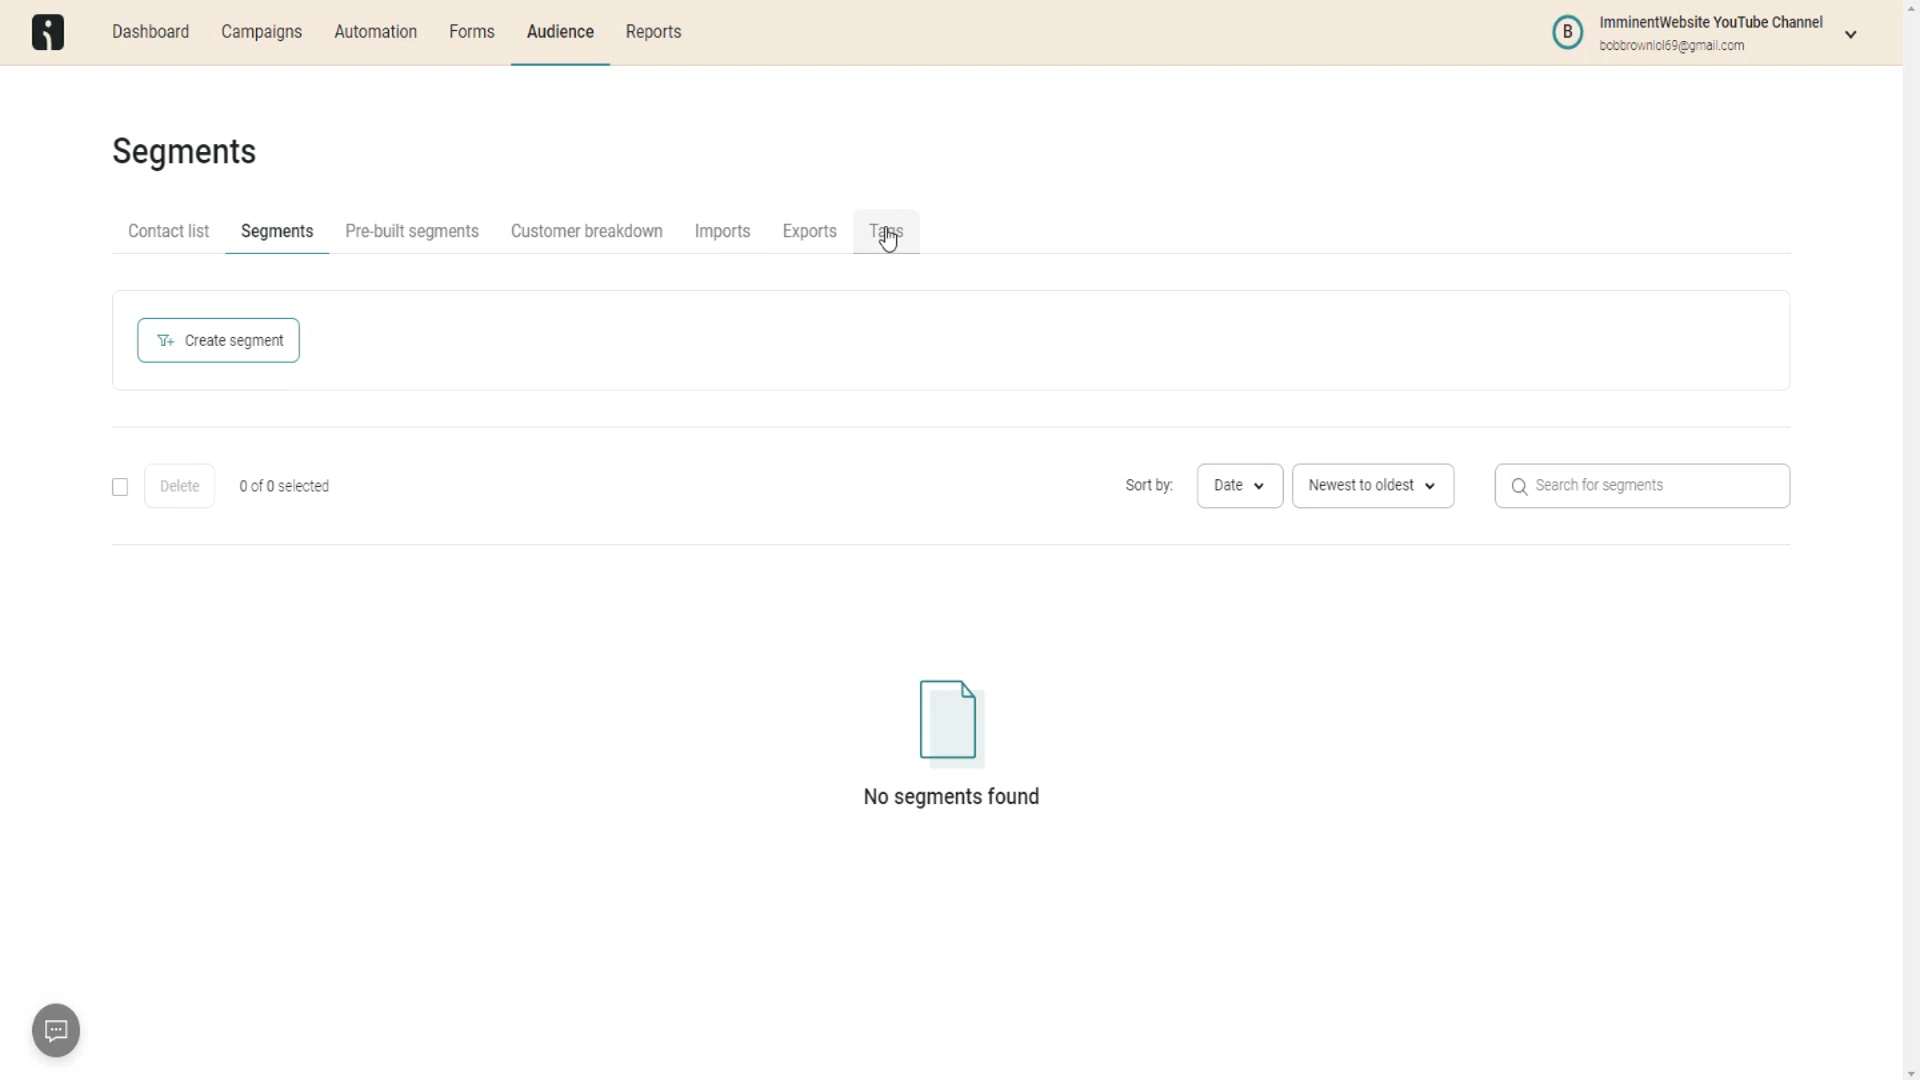 Dashboard Campaigns Automation Forms Audience Reports
B
ImminentWebsite YouTube Channel
bobbrownlol69@gmail.com
Segments
Contact list Segments Pre-built segments Customer breakdown Imports Exports Tags
Create segment
Delete 0 of 0 selected Sort by: Date Newest to oldest Search for segments
No segments found